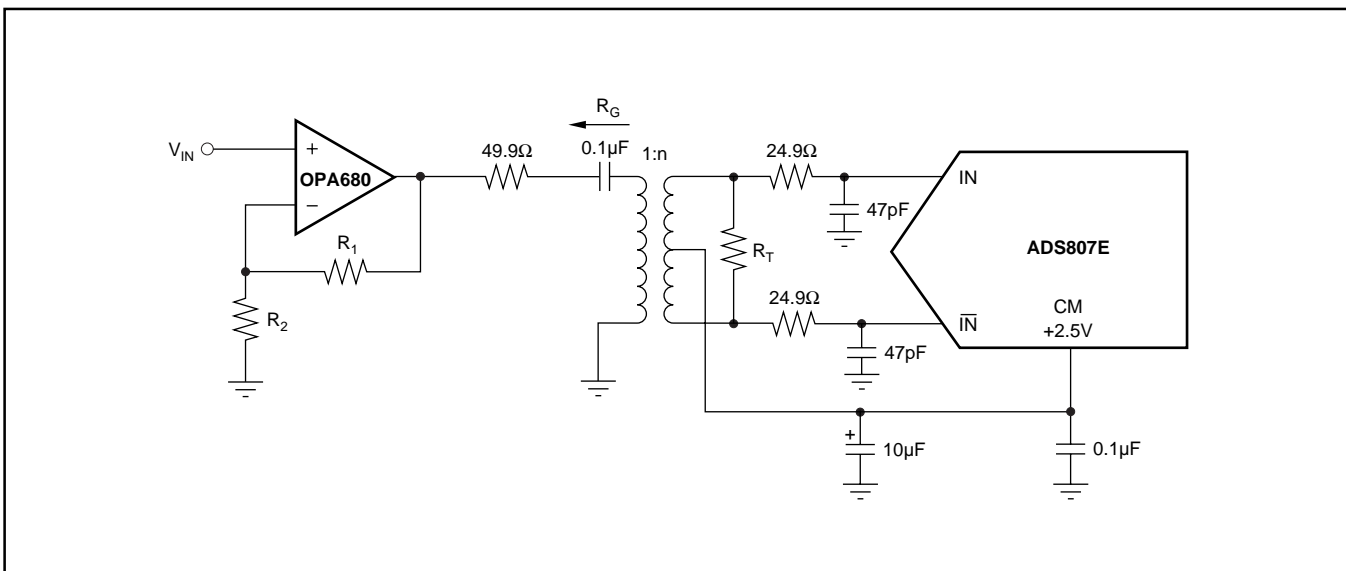 R_G
0.1µF
1:n
49.9Ω
24.9Ω
V_IN
+
OPA680
–
IN
47pF
R_1
R_T
ADS807E
R_2
24.9Ω
CM
+2.5V
IN̅
47pF
+
10µF
0.1µF